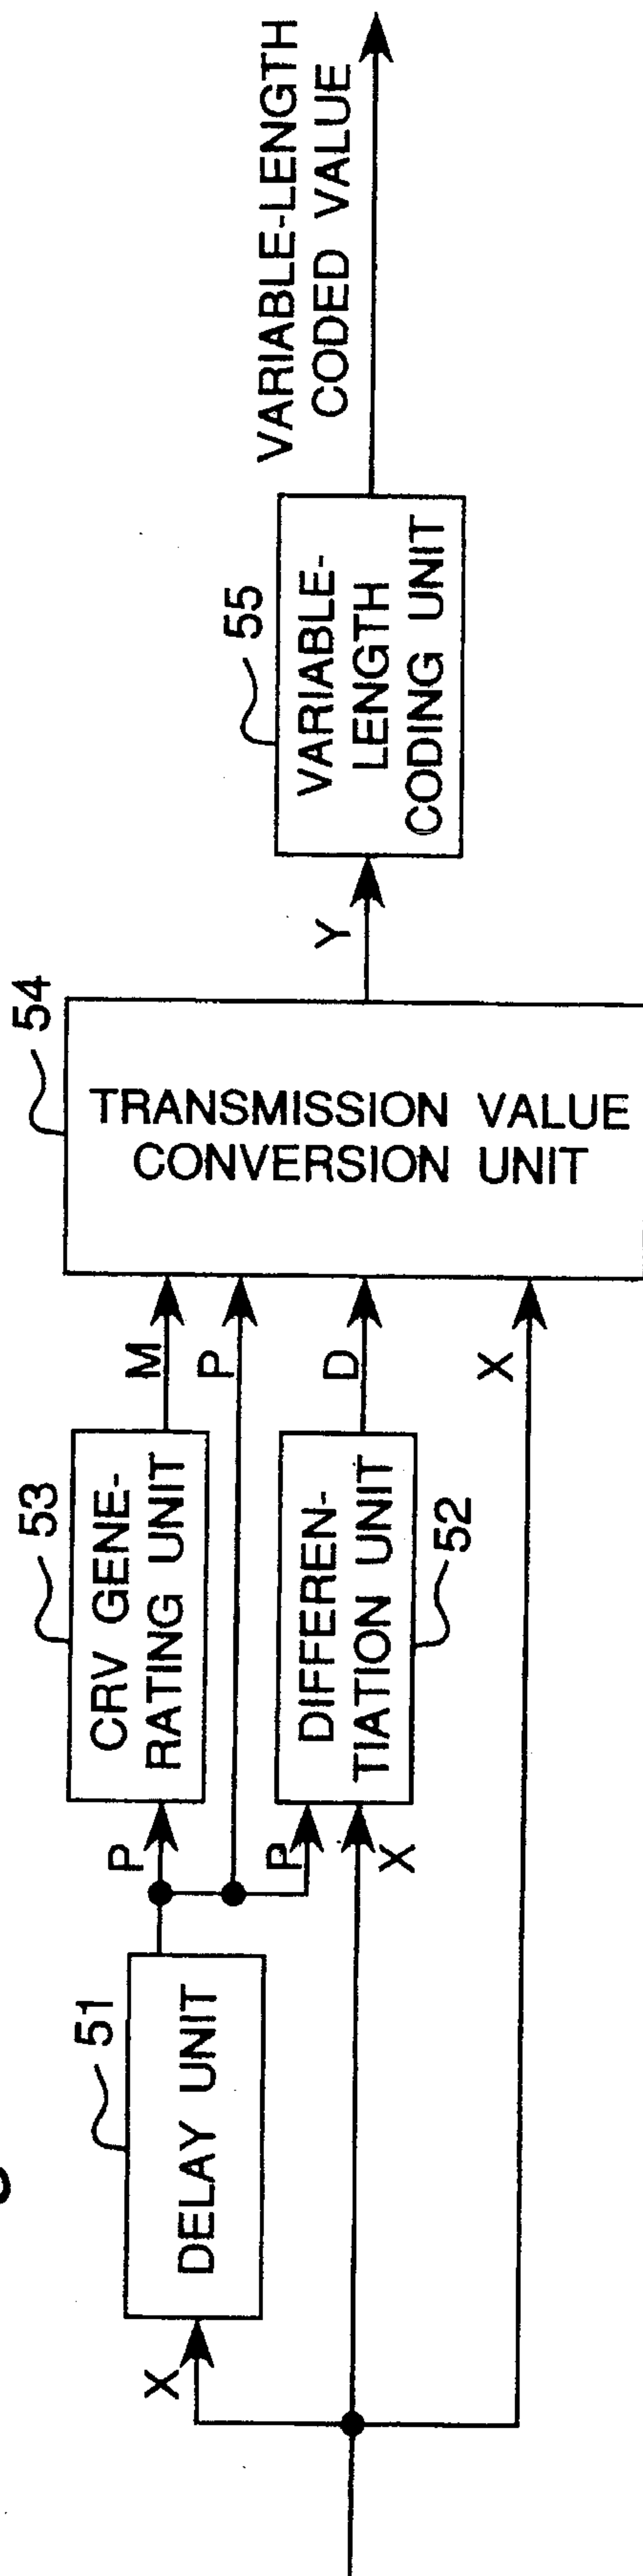 X
51
DELAY UNIT
P
P
X
53
CRV GENE-
RATING UNIT
DIFFEREN-
TIATION UNIT
52
M
P
D
X
54
TRANSMISSION VALUE
CONVERSION UNIT
Y
55
VARIABLE-
LENGTH
CODING UNIT
VARIABLE-LENGTH
CODED VALUE